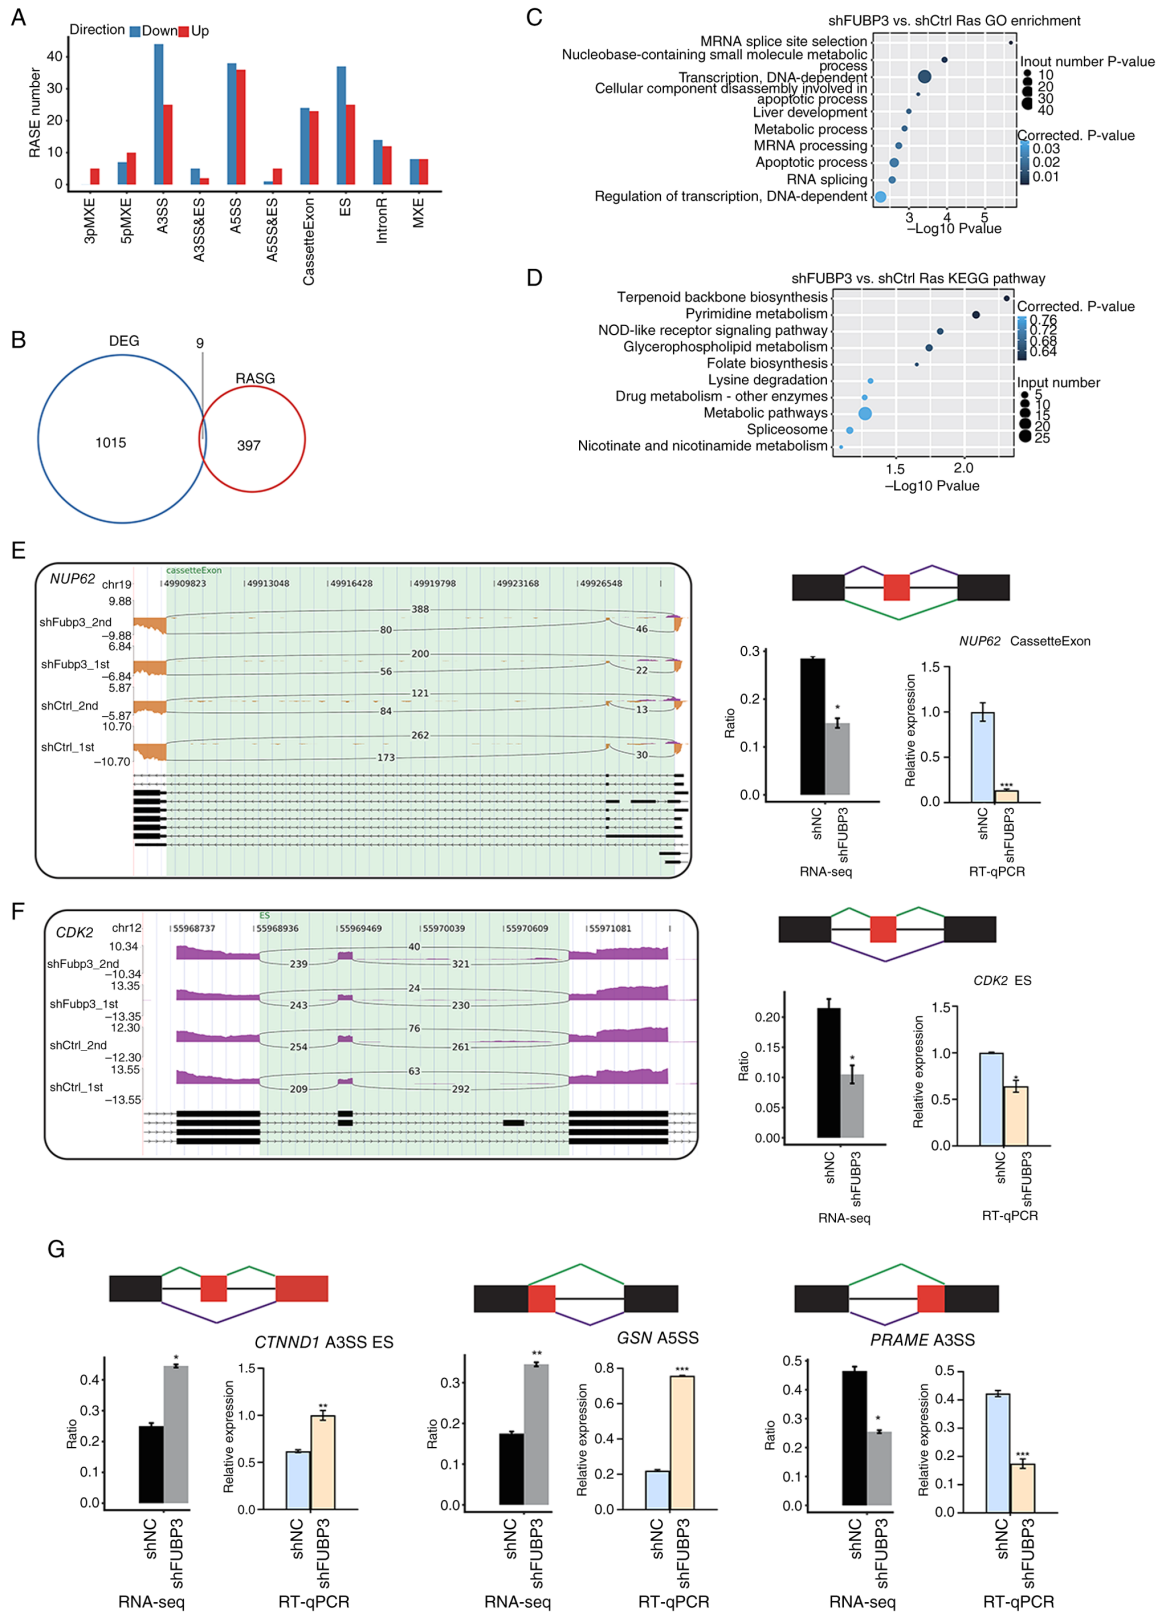 A
Direction Down Up
RASE number
40
30
20
10
0
3pMXE
5pMXE
A3SS
A3SS&ES
A5SS
A5SS&ES
CassetteExon
ES
IntronR
MXE
B
DEG
9
RASG
1015
397
C
shFUBP3 vs. shCtrl Ras GO enrichment
MRNA splice site selection
Nucleobase-containing small molecule metabolic
process
Transcription, DNA-dependent
Cellular component disassembly involved in
apoptotic process
Liver development
Metabolic process
MRNA processing
Apoptotic process
RNA splicing
Regulation of transcription, DNA-dependent
3 4 5
–Log10 Pvalue
Inout number P-value
10
20
30
40
Corrected. P-value
0.03
0.02
0.01
D
shFUBP3 vs. shCtrl Ras KEGG pathway
Terpenoid backbone biosynthesis
Pyrimidine metabolism
NOD-like receptor signaling pathway
Glycerophospholipid metabolism
Folate biosynthesis
Lysine degradation
Drug metabolism - other enzymes
Metabolic pathways
Spliceosome
Nicotinate and nicotinamide metabolism
1.5 2.0
–Log10 Pvalue
Corrected. P-value
0.76
0.72
0.68
0.64
Input number
5
10
15
20
25
E
NUP62
chr19
cassetteExon
49909823 49913048 49916428 49919798 49923168 49926548
9.88
shFubp3_2nd
−9.88
388
80
46
6.84
shFubp3_1st
−6.84
200
56
22
5.87
shCtrl_2nd
−5.87
121
84
13
10.70
shCtrl_1st
−10.70
262
173
30
NUP62 CassetteExon
Ratio
0.3
0.2
0.1
0.0
*
shNC
shFUBP3
RNA-seq
Relative expression
1.5
1.0
0.5
0.0
***
shNC
shFUBP3
RT-qPCR
F
CDK2
chr12
ES
55968737 55968936 55969469 55970039 55970609 55971081
10.34
shFubp3_2nd
−10.34
40
239
321
13.35
shFubp3_1st
−13.35
24
243
230
12.30
shCtrl_2nd
−12.30
76
254
261
13.55
shCtrl_1st
−13.55
63
209
292
CDK2 ES
Ratio
0.20
0.15
0.10
0.05
0.00
*
shNC
shFUBP3
RNA-seq
Relative expression
1.5
1.0
0.5
0.0
*
shNC
shFUBP3
RT-qPCR
G
CTNND1 A3SS ES
Ratio
0.4
0.3
0.2
0.1
0.0
*
shNC
shFUBP3
RNA-seq
Relative expression
1.5
1.0
0.5
0.0
**
shNC
shFUBP3
RT-qPCR
GSN A5SS
Ratio
0.3
0.2
0.1
0.0
**
shNC
shFUBP3
RNA-seq
Relative expression
0.8
0.6
0.4
0.2
0.0
***
shNC
shFUBP3
RT-qPCR
PRAME A3SS
Ratio
0.5
0.4
0.3
0.2
0.1
0.0
*
shNC
shFUBP3
RNA-seq
Relative expression
0.5
0.4
0.3
0.2
0.1
0.0
***
shNC
shFUBP3
RT-qPCR